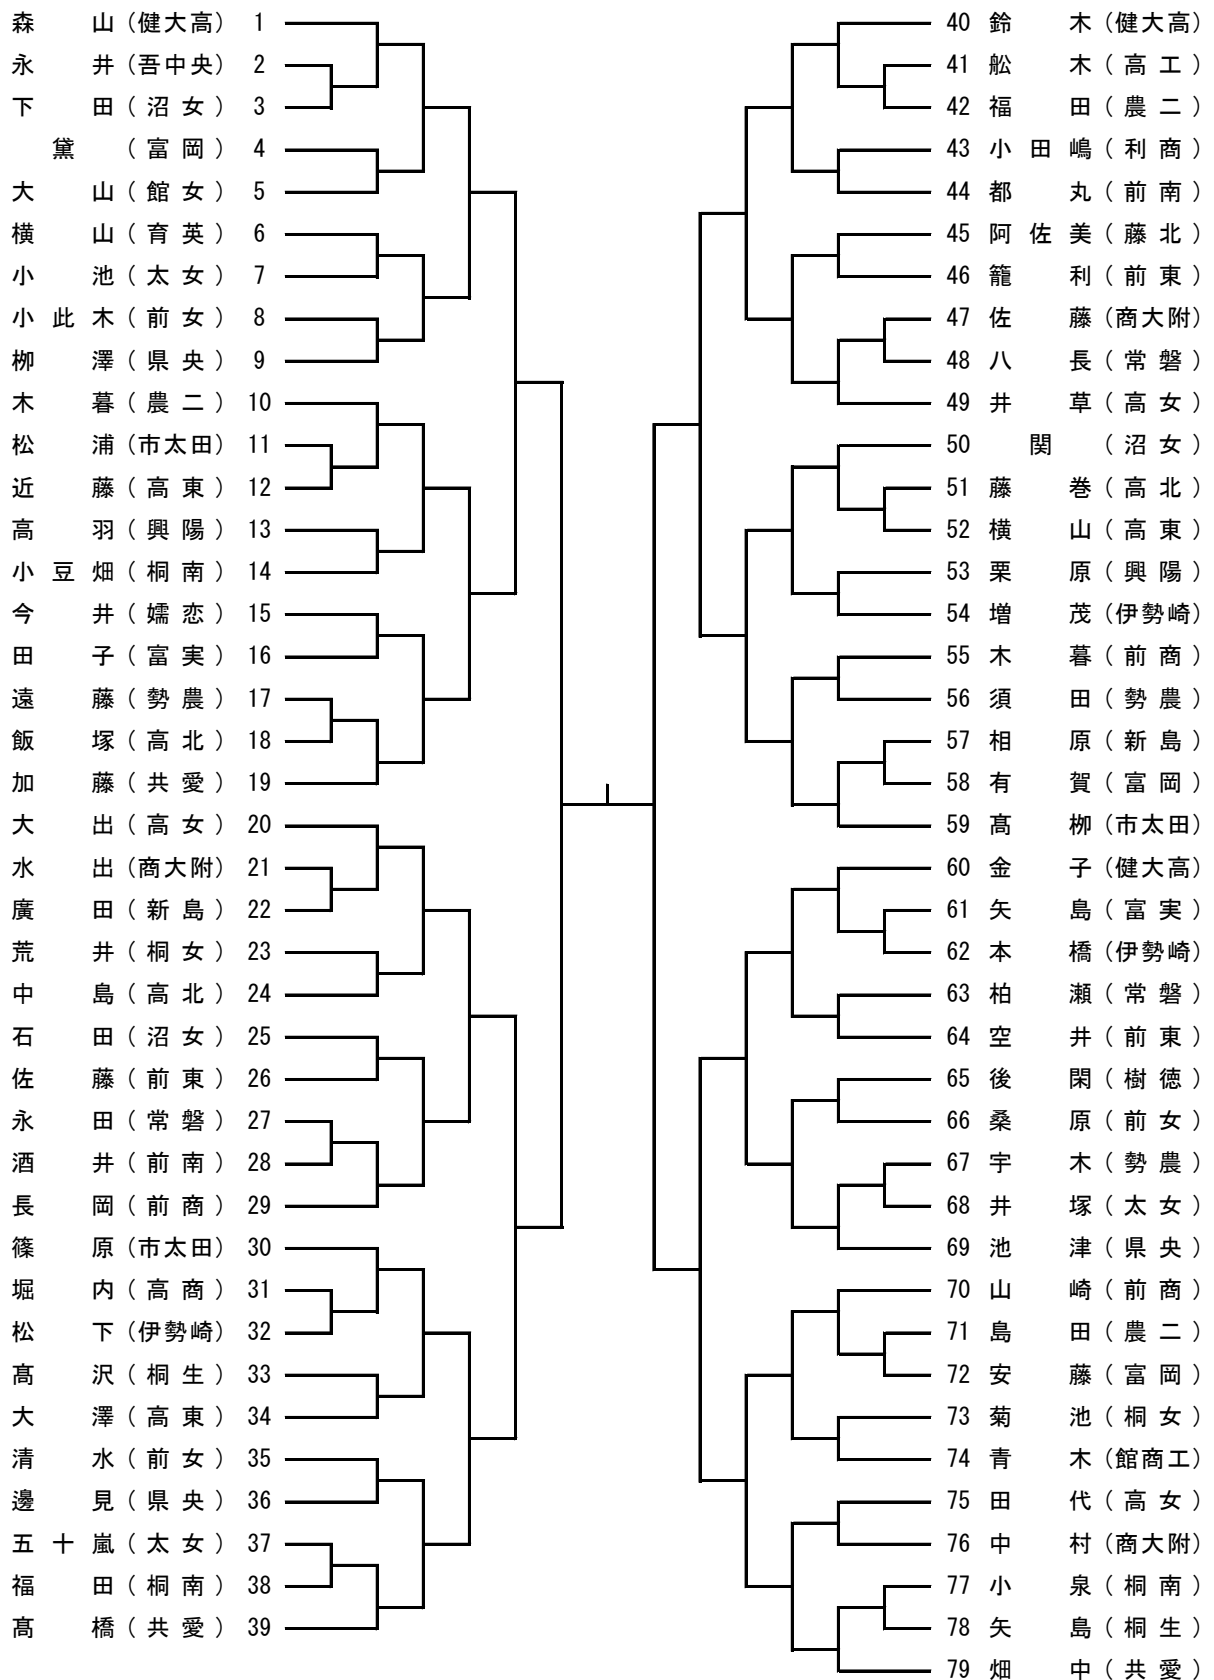 森山(健大高) 1
永井(吾中央) 2
下田(沼女) 3
黛(富岡) 4
大山(館女) 5
横山(育英) 6
小池(太女) 7
小此木(前女) 8
栁澤(県央) 9
木暮(農二) 10
松浦(市太田) 11
近藤(高東) 12
高羽(興陽) 13
小豆畑(桐南) 14
今井(嬬恋) 15
田子(富実) 16
遠藤(勢農) 17
飯塚(高北) 18
加藤(共愛) 19
大出(高女) 20
水出(商大附) 21
廣田(新島) 22
荒井(桐女) 23
中島(高北) 24
石田(沼女) 25
佐藤(前東) 26
永田(常磐) 27
酒井(前南) 28
長岡(前商) 29
篠原(市太田) 30
堀内(高商) 31
松下(伊勢崎) 32
髙沢(桐生) 33
大澤(高東) 34
清水(前女) 35
邊見(県央) 36
五十嵐(太女) 37
福田(桐南) 38
髙橋(共愛) 39
40 鈴木(健大高)
41 舩木(高工)
42 福田(農二)
43 小田嶋(利商)
44 都丸(前南)
45 阿佐美(藤北)
46 籠利(前東)
47 佐藤(商大附)
48 八長(常磐)
49 井草(高女)
50 関(沼女)
51 藤巻(高北)
52 横山(高東)
53 栗原(興陽)
54 増茂(伊勢崎)
55 木暮(前商)
56 須田(勢農)
57 相原(新島)
58 有賀(富岡)
59 髙栁(市太田)
60 金子(健大高)
61 矢島(富実)
62 本橋(伊勢崎)
63 柏瀬(常磐)
64 空井(前東)
65 後閑(樹徳)
66 桑原(前女)
67 宇木(勢農)
68 井塚(太女)
69 池津(県央)
70 山崎(前商)
71 島田(農二)
72 安藤(富岡)
73 菊池(桐女)
74 青木(館商工)
75 田代(高女)
76 中村(商大附)
77 小泉(桐南)
78 矢島(桐生)
79 畑中(共愛)